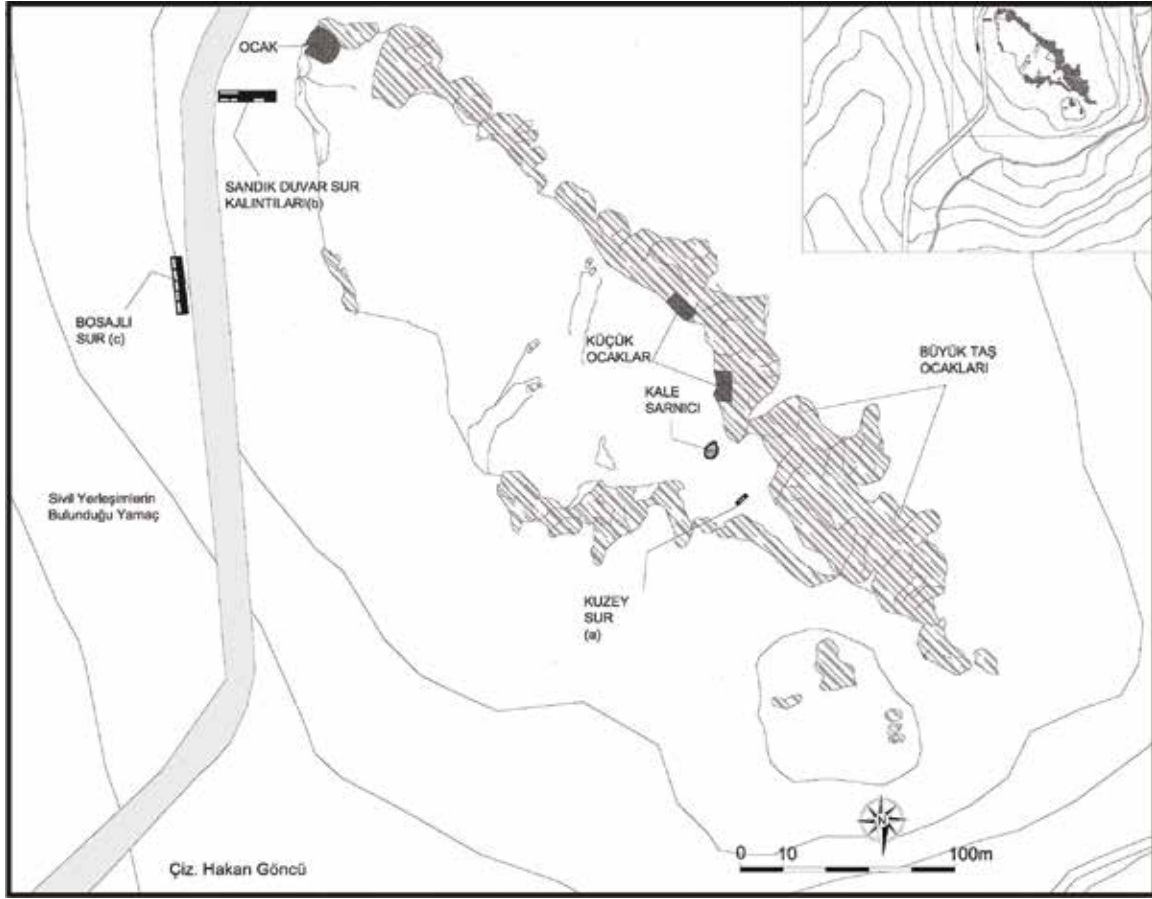 OCAK
SANDIK DUVAR SUR
KALINTILARI(b)
BOSAJLI
SUR (c)
KÜÇÜK
OCAKLAR
BÜYÜK TAŞ
OCAKLARI
KALE
SARNICI
Sivil Yerleşimlerin
Bulunduğu Yamaç
KUZEY
SUR
(a)
N
0 10 100m
Çiz. Hakan Göncü